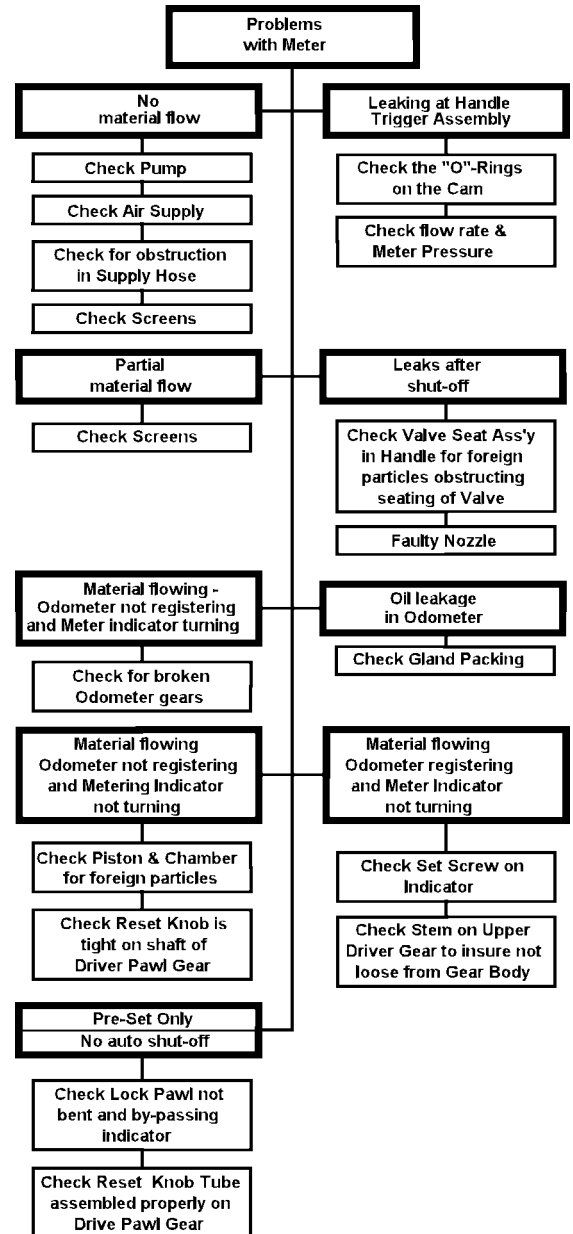 Problems
with Meter
No
material flow
Check Pump
Check Air Supply
Check for obstruction
in Supply Hose
Check Screens
Leaking at Handle
Trigger Assembly
Check the "O"-Rings
on the Cam
Check flow rate &
Meter Pressure
Partial
material flow
Check Screens
Leaks after
shut-off
Check Valve Seat Ass'y
in Handle for foreign
particles obstructing
seating of Valve
Faulty Nozzle
Material flowing -
Odometer not registering
and Meter indicator turning
Check for broken
Odometer gears
Oil leakage
in Odometer
Check Gland Packing
Material flowing
Odometer not registering
and Metering Indicator
not turning
Check Piston & Chamber
for foreign particles
Check Reset Knob is
tight on shaft of
Driver Pawl Gear
Material flowing
Odometer registering
and Meter Indicator
not turning
Check Set Screw on
Indicator
Check Stem on Upper
Driver Gear to insure not
loose from Gear Body
Pre-Set Only
No auto shut-off
Check Lock Pawl not
bent and by-passing
indicator
Check Reset Knob Tube
assembled properly on
Drive Pawl Gear